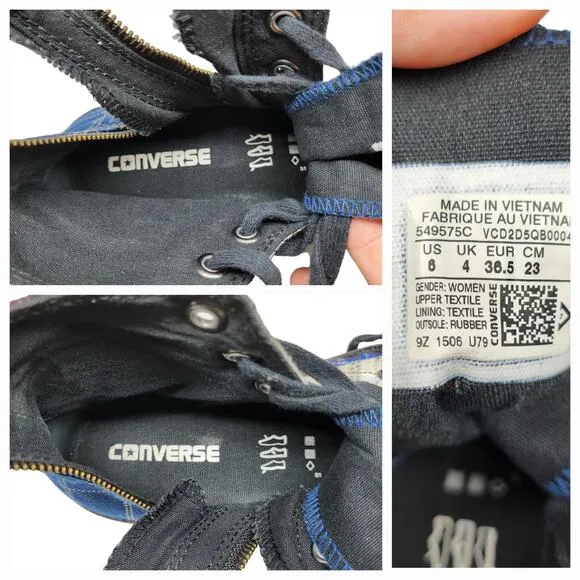 CONVERSE
CONVERSE
MADE IN VIETNAM
FABRIQUE AU VIETNAM
549575C VCD2D5QB0004
US UK EUR CM
6 4 36.5 23
GENDER: WOMEN
UPPER: TEXTILE
LINING: TEXTILE
OUTSOLE: RUBBER
CONVERSE
9Z 1506 U79